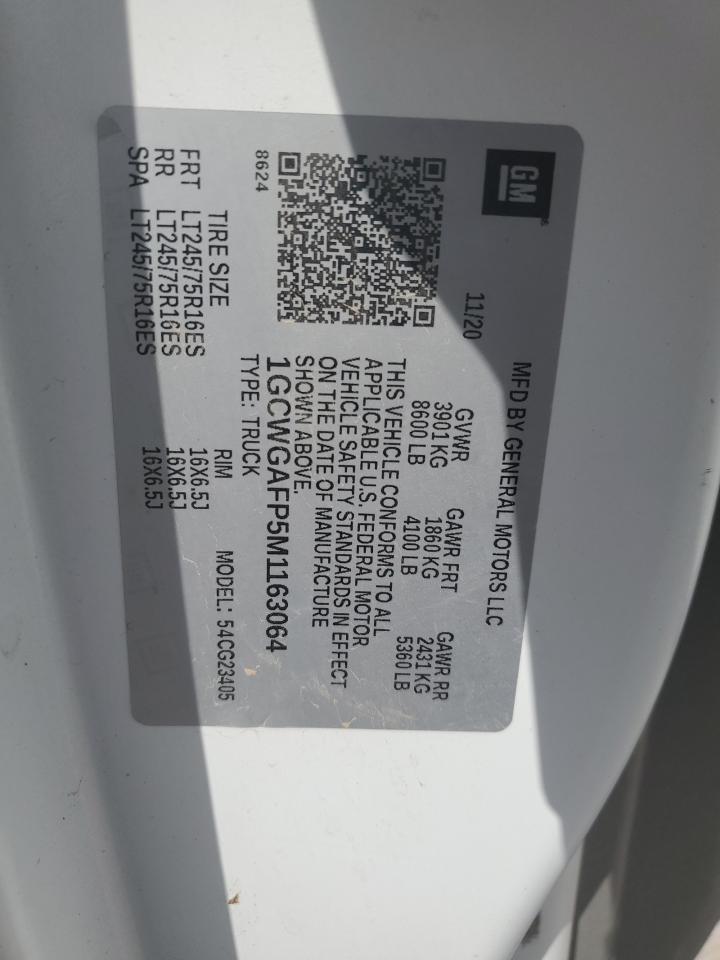 GM
MFD BY GENERAL MOTORS LLC
11/20
GVWR GAWR FRT GAWR RR
3901 KG 1860 KG 2431 KG
8600 LB 4100 LB 5360 LB
THIS VEHICLE CONFORMS TO ALL
APPLICABLE U.S. FEDERAL MOTOR
VEHICLE SAFETY STANDARDS IN EFFECT
ON THE DATE OF MANUFACTURE
SHOWN ABOVE.
1GCWGAFP5M1163064
8624
TYPE: TRUCK MODEL: 54CG23405
TIRE SIZE RIM
FRT LT245/75R16ES 16X6.5J
RR LT245/75R16ES 16X6.5J
SPA LT245/75R16ES 16X6.5J